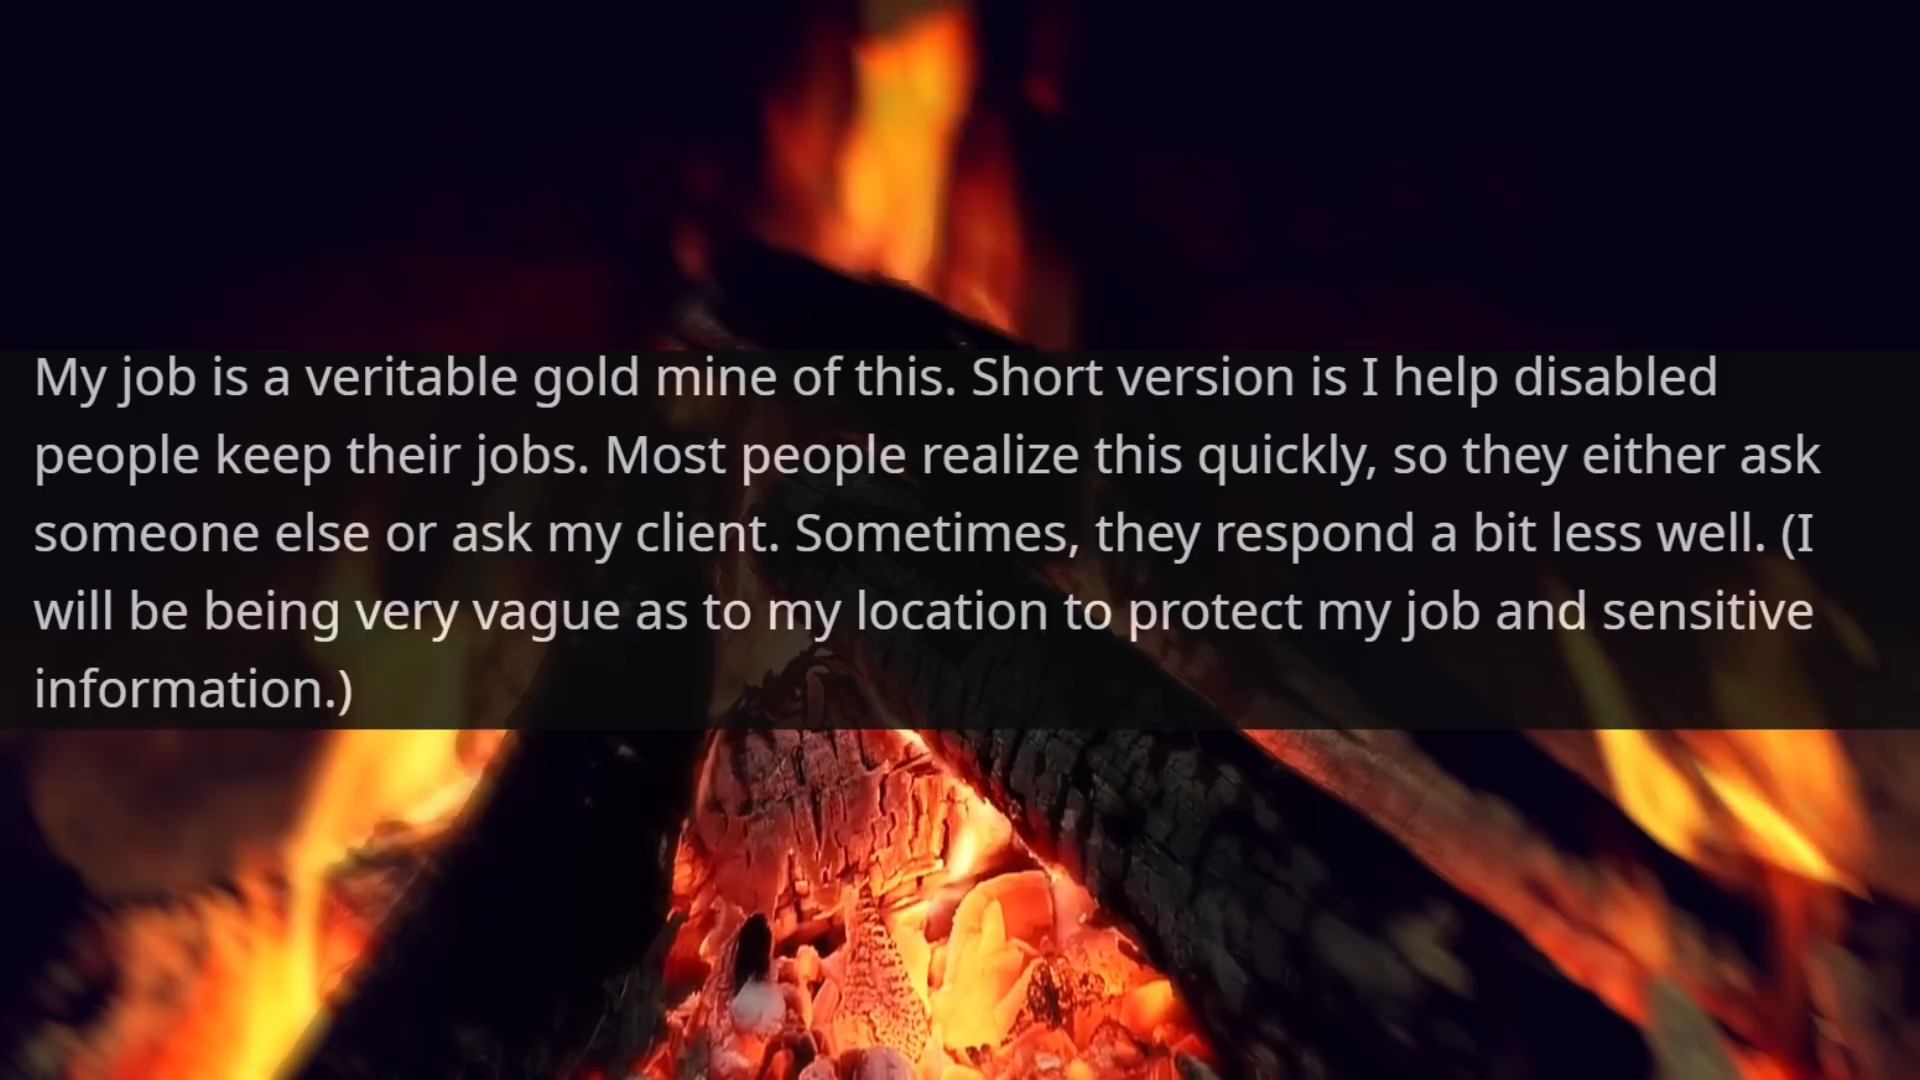 My job is a veritable gold mine of this. Short version is I help disabled
people keep their jobs. Most people realize this quickly, so they either ask
someone else or ask my client. Sometimes, they respond a bit less well. (I
will be being very vague as to my location to protect my job and sensitive
information.)